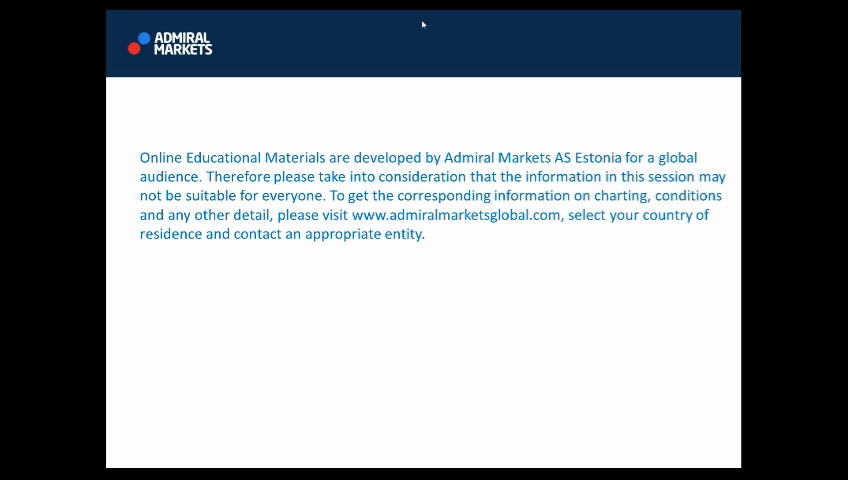 ADMIRAL
MARKETS
Online Educational Materials are developed by Admiral Markets AS Estonia for a global
audience. Therefore please take into consideration that the information in this session may
not be suitable for everyone. To get the corresponding information on charting, conditions
and any other detail, please visit www.admiralmarketsglobal.com, select your country of
residence and contact an appropriate entity.